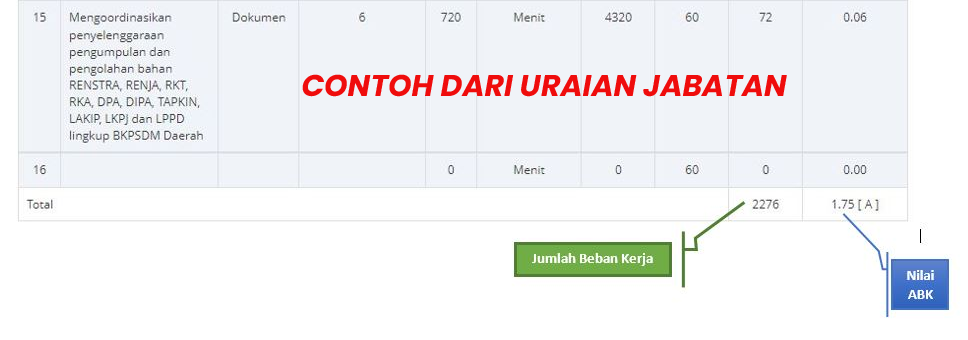 15 Mengoordinasikan Dokumen 6 720 Menit 4320 60 72 0.06
penyelenggaraan
pengumpulan dan
pengolahan bahan
RENSTRA, RENJA, RKT,
RKA, DPA, DIPA, TAPKIN,
LAKIP, LKPJ dan LPPD
lingkup BKPSDM Daerah
CONTOH DARI URAIAN JABATAN
16 0 Menit 0 60 0 0.00
Total 2276 1.75 [ A ]
Jumlah Beban Kerja
Nilai
ABK